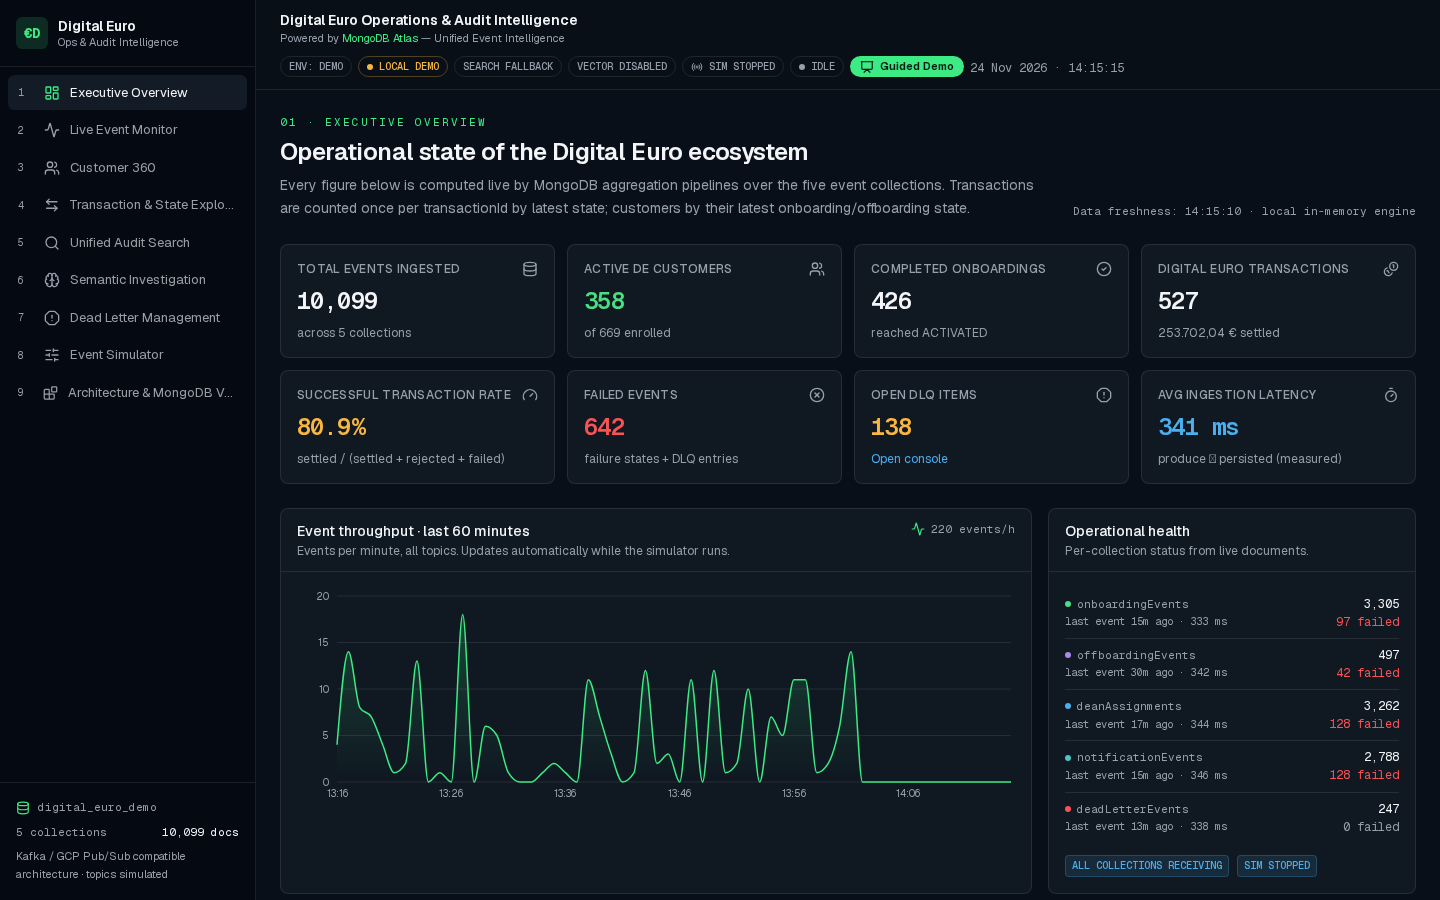 €D
Digital Euro
Ops & Audit Intelligence
1 Executive Overview
2 Live Event Monitor
3 Customer 360
4 Transaction & State Explo...
5 Unified Audit Search
6 Semantic Investigation
7 Dead Letter Management
8 Event Simulator
9 Architecture & MongoDB V...
digital_euro_demo
5 collections 10,099 docs
Kafka / GCP Pub/Sub compatible
architecture · topics simulated
Digital Euro Operations & Audit Intelligence
Powered by MongoDB Atlas — Unified Event Intelligence
ENV: DEMO LOCAL DEMO SEARCH FALLBACK VECTOR DISABLED SIM STOPPED IDLE Guided Demo 24 Nov 2026 · 14:15:15
01 · EXECUTIVE OVERVIEW
Operational state of the Digital Euro ecosystem
Every figure below is computed live by MongoDB aggregation pipelines over the five event collections. Transactions
are counted once per transactionId by latest state; customers by their latest onboarding/offboarding state.
Data freshness: 14:15:10 · local in-memory engine
TOTAL EVENTS INGESTED
10,099
across 5 collections
ACTIVE DE CUSTOMERS
358
of 669 enrolled
COMPLETED ONBOARDINGS
426
reached ACTIVATED
DIGITAL EURO TRANSACTIONS
527
253.702,04 € settled
SUCCESSFUL TRANSACTION RATE
80.9%
settled / (settled + rejected + failed)
FAILED EVENTS
642
failure states + DLQ entries
OPEN DLQ ITEMS
138
Open console
AVG INGESTION LATENCY
341 ms
produce persisted (measured)
Event throughput · last 60 minutes
Events per minute, all topics. Updates automatically while the simulator runs.
220 events/h
20
15
10
5
0
13:16 13:26 13:36 13:46 13:56 14:06
Operational health
Per-collection status from live documents.
onboardingEvents 3,305
last event 15m ago · 333 ms 97 failed
offboardingEvents 497
last event 30m ago · 342 ms 42 failed
deanAssignments 3,262
last event 17m ago · 344 ms 128 failed
notificationEvents 2,788
last event 15m ago · 346 ms 128 failed
deadLetterEvents 247
last event 13m ago · 338 ms 0 failed
ALL COLLECTIONS RECEIVING SIM STOPPED